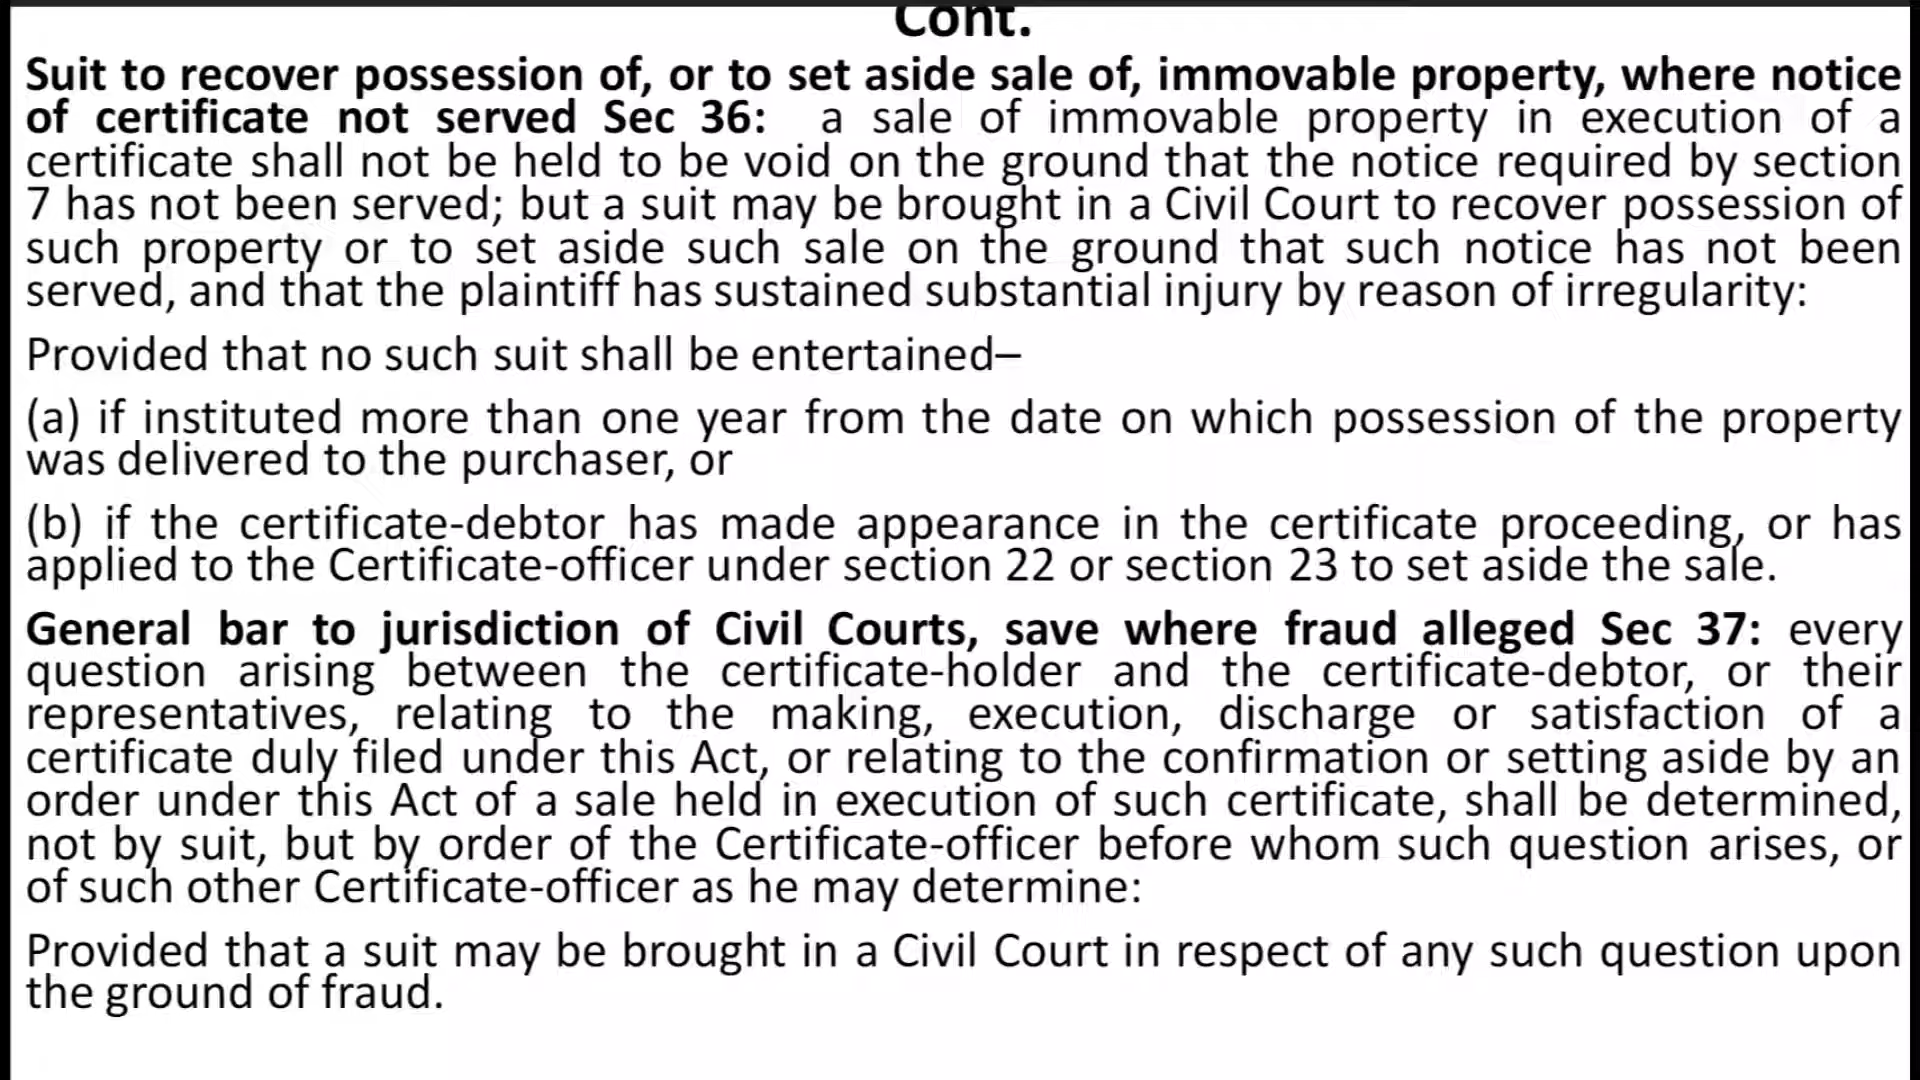 Cont.
Suit to recover possession of, or to set aside sale of, immovable property, where notice
of certificate not served Sec 36: a sale of immovable property in execution of a
certificate shall not be held to be void on the ground that the notice required by section
7 has not been served; but a suit may be brought in a Civil Court to recover possession of
such property or to set aside such sale on the ground that such notice has not been
served, and that the plaintiff has sustained substantial injury by reason of irregularity:
Provided that no such suit shall be entertained–
(a) if instituted more than one year from the date on which possession of the property
was delivered to the purchaser, or
(b) if the certificate-debtor has made appearance in the certificate proceeding, or has
applied to the Certificate-officer under section 22 or section 23 to set aside the sale.
General bar to jurisdiction of Civil Courts, save where fraud alleged Sec 37: every
question arising between the certificate-holder and the certificate-debtor, or their
representatives, relating to the making, execution, discharge or satisfaction of a
certificate duly filed under this Act, or relating to the confirmation or setting aside by an
order under this Act of a sale held in execution of such certificate, shall be determined,
not by suit, but by order of the Certificate-officer before whom such question arises, or
of such other Certificate-officer as he may determine:
Provided that a suit may be brought in a Civil Court in respect of any such question upon
the ground of fraud.